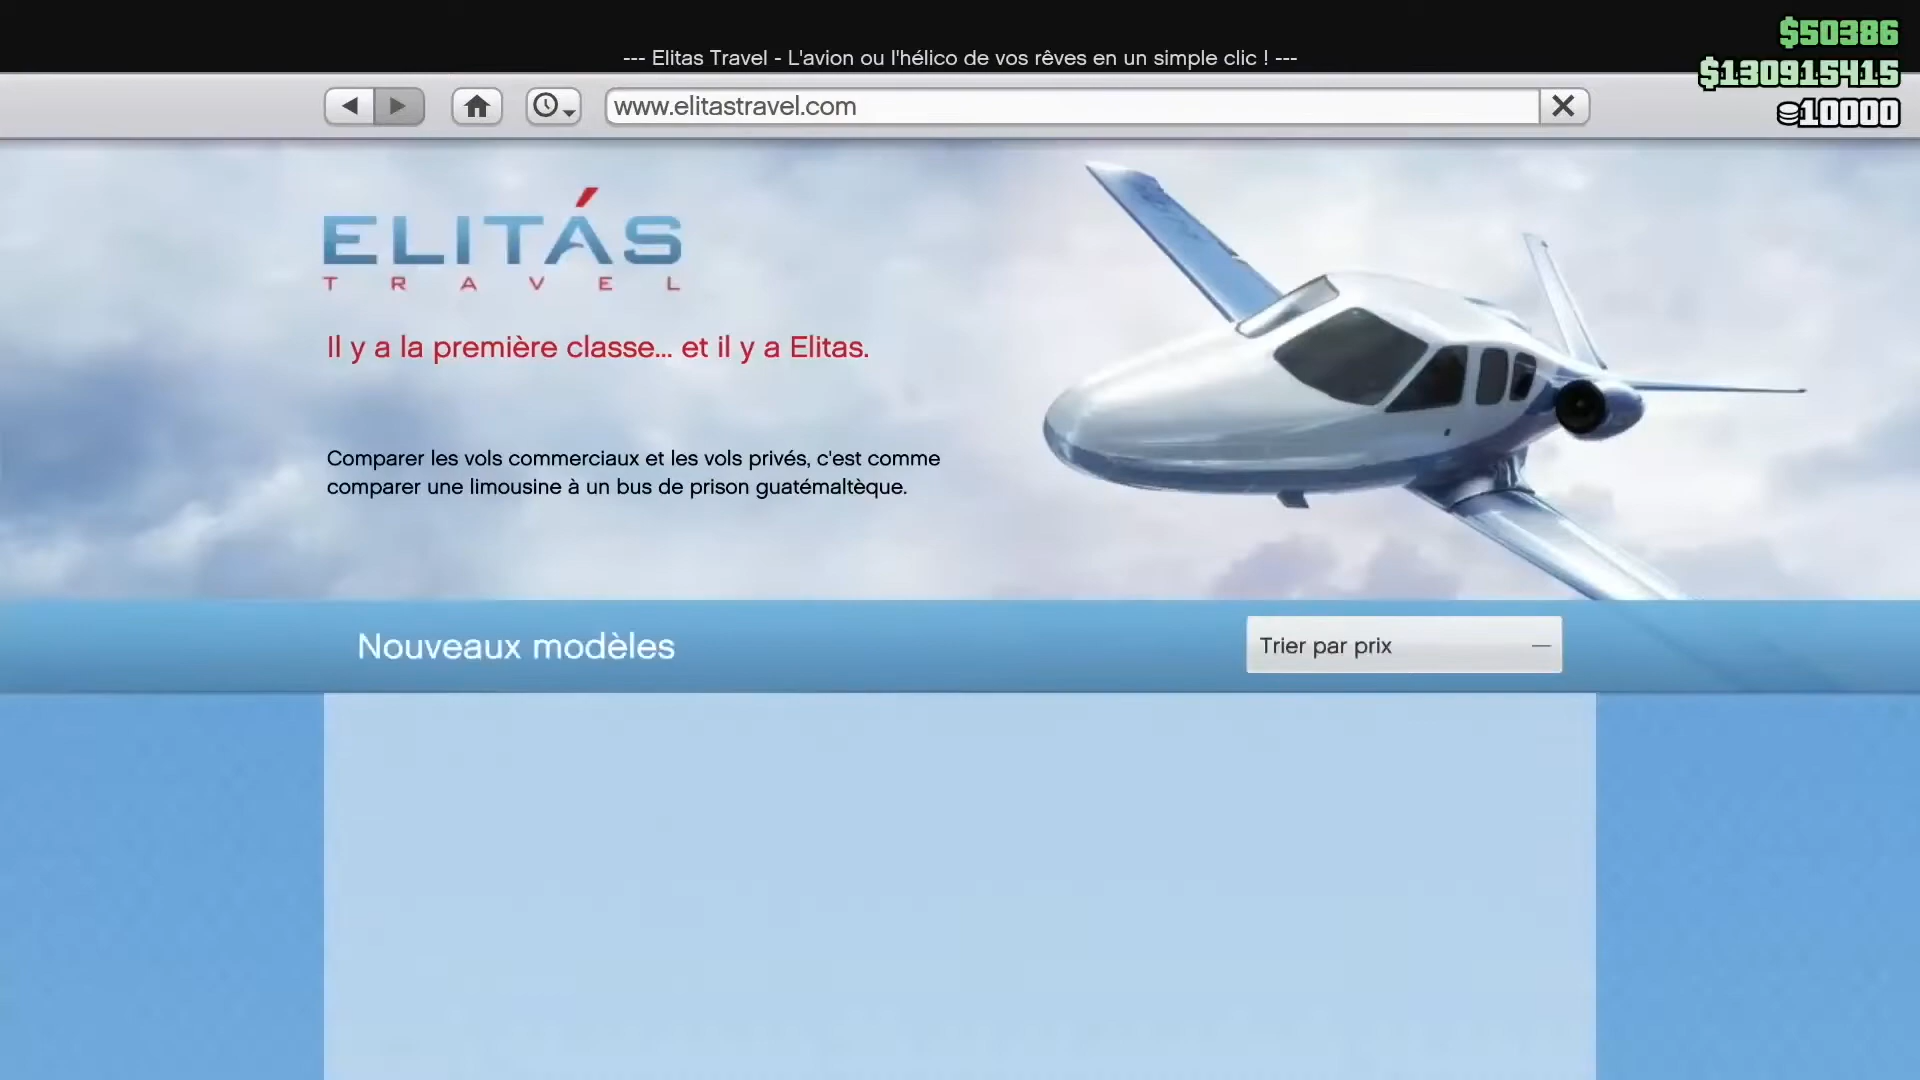 --- Elitas Travel - L'avion ou l'hélico de vos rêves en un simple clic ! ---
$50386
$130915415
10000
www.elitastravel.com
ELITÁS
TRAVEL
Il y a la première classe... et il y a Elitas.
Comparer les vols commerciaux et les vols privés, c'est comme
comparer une limousine à un bus de prison guatémaltèque.
Nouveaux modèles
Trier par prix